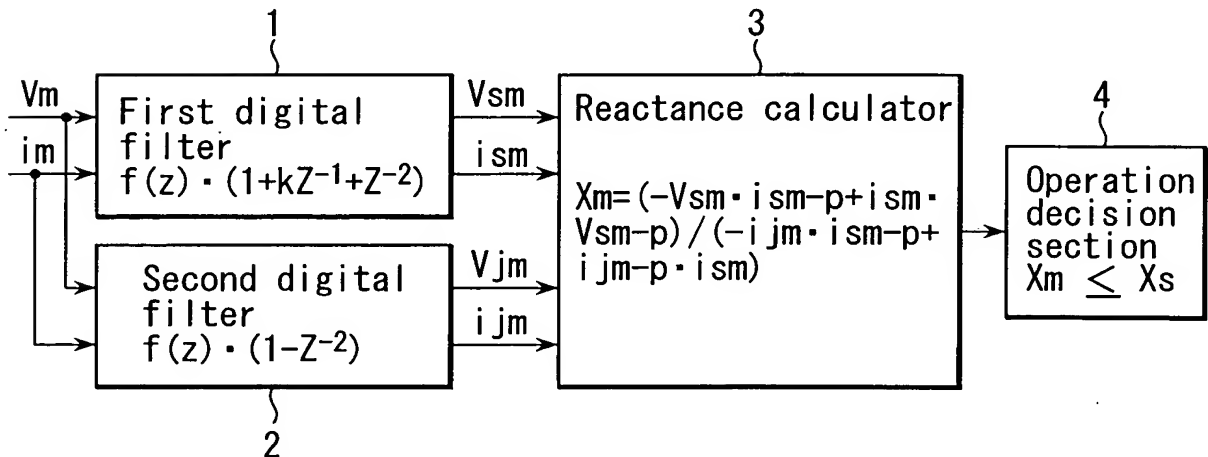 1
Vm
im
First digital
filter
f(z)・(1+kZ⁻¹+Z⁻²)
Vsm
ism
2
Second digital
filter
f(z)・(1-Z⁻²)
Vjm
ijm
3
Reactance calculator
Xm=(-Vsm・ism-p+ism・
Vsm-p)/(-ijm・ism-p+
ijm-p・ism)
4
Operation
decision
section
Xm ≤ Xs